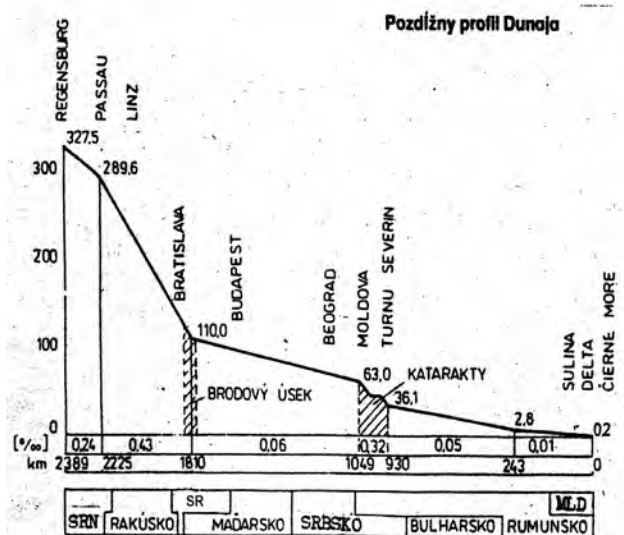 Pozdĺžny profil Dunaja
REGENSBURG
PASSAU
LINZ
327,5
300
289,6
200
BRATISLAVA
BUDAPEST
BEOGRAD
MOLDOVA
TURNU SEVERIN
SULINA
DELTA
ČIERNE MORE
110,0
100
63,0
KATARAKTY
BRODOVÝ ÚSEK
36,1
2,8
0
0,2
[‰] 0,24 0,43 0,06 0,32 0,05 0,01
km 2389 2225 1810 1049 930 243 0
SR MLD
SRN RAKÚSKO MAĎARSKO SRBSKO BULHARSKO RUMUNSKO